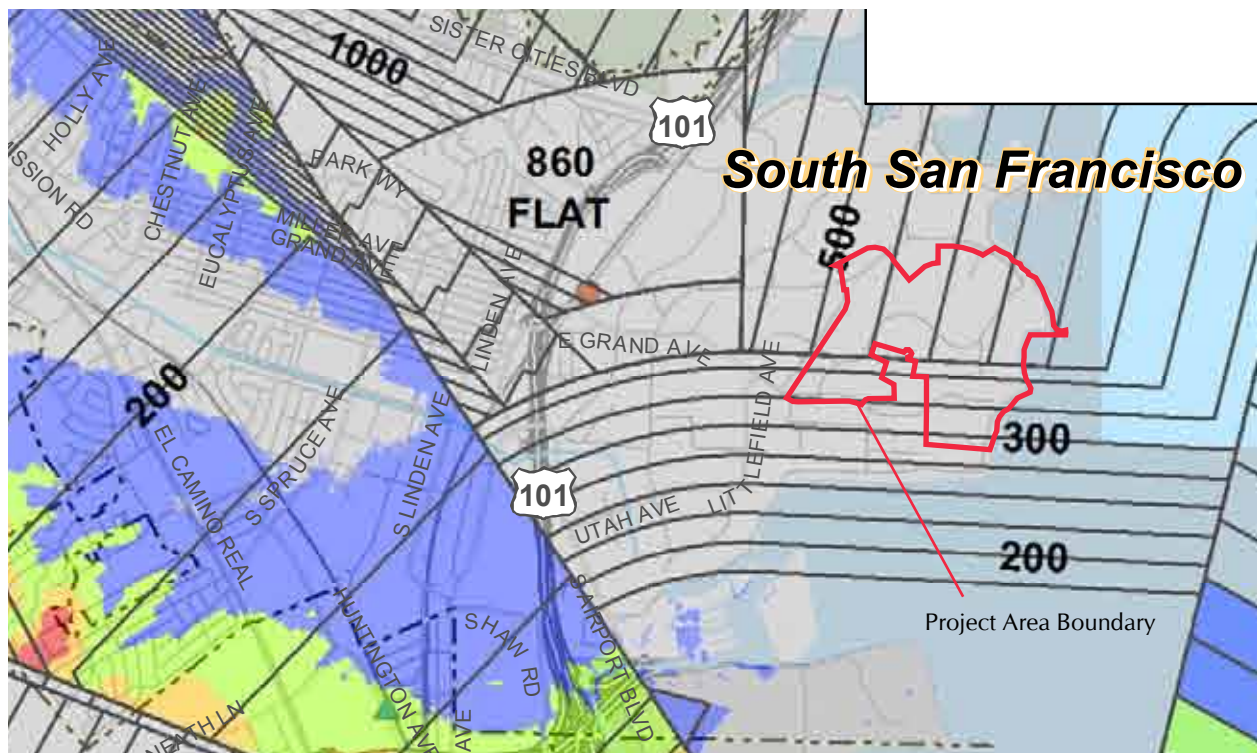 SISTER CITIES BLVD
1000
HOLLY AVE
101
CHESTNUT AVE
860
FLAT
South San Francisco
PARK WY
EUCALYPTUS AVE
MILLER AVE
GRAND AVE
500
LINDEN AVE
E GRAND AVE
200
EL CAMINO REAL
S SPRUCE AVE
S LINDEN AVE
LITTLEFIELD AVE
300
101
UTAH AVE
200
HUNTINGTON AVE
SHAW RD
S AIRPORT BLVD
Project Area Boundary
AVE